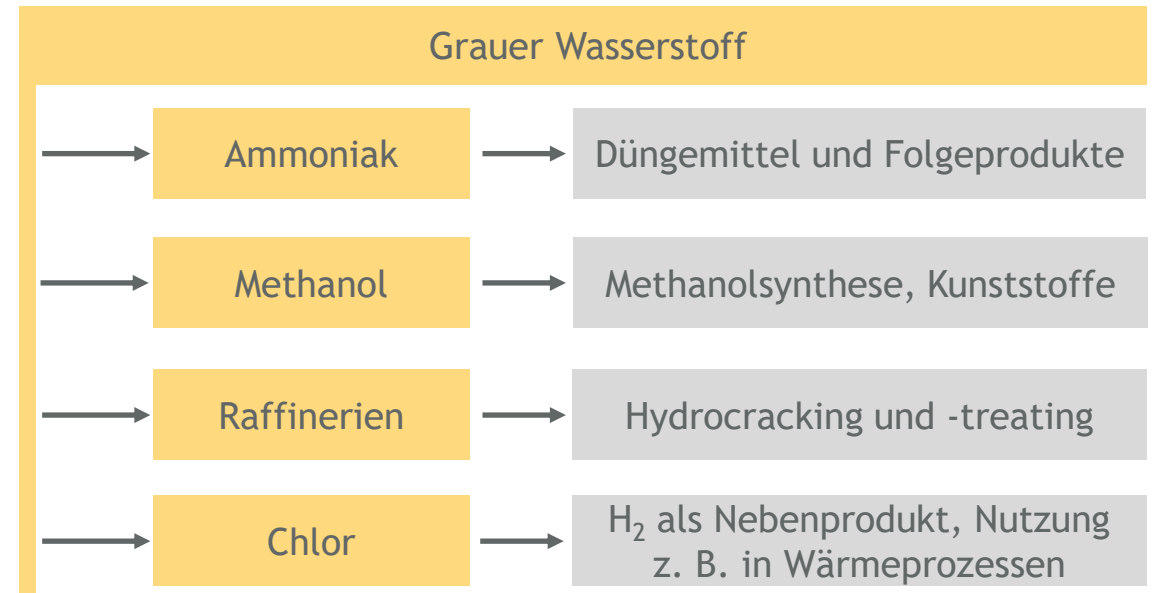 Grauer Wasserstoff
Ammoniak
Düngemittel und Folgeprodukte
Methanol
Methanolsynthese, Kunststoffe
Raffinerien
Hydrocracking und -treating
Chlor
H₂ als Nebenprodukt, Nutzung
z. B. in Wärmeprozessen